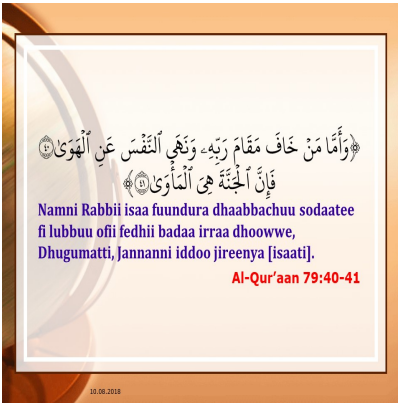 ﴿وَأَمَّا مَنْ خَافَ مَقَامَ رَبِّهِۦ وَنَهَى ٱلنَّفْسَ عَنِ ٱلْهَوَىٰ ۝٤٠
فَإِنَّ ٱلْجَنَّةَ هِىَ ٱلْمَأْوَىٰ ۝٤١﴾
Namni Rabbii isaa fuundura dhaabbachuu sodaatee
fi lubbuu ofii fedhii badaa irraa dhoowwe,
Dhugumatti, Jannanni iddoo jireenya [isaati].
Al-Qur’aan 79:40-41
10.08.2018